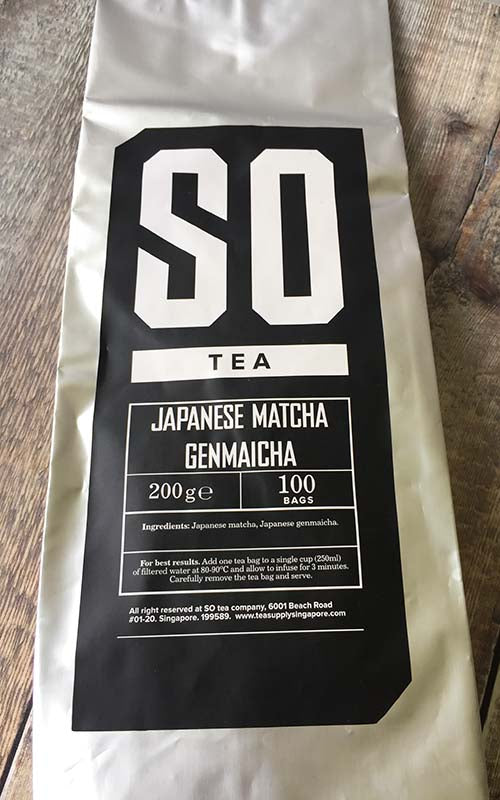 SO
TEA
JAPANESE MATCHA
GENMAICHA
200g℮
100
BAGS
Ingredients: Japanese matcha, Japanese genmaicha.
For best results. Add one tea bag to a single cup (250ml)
of filtered water at 80-90°C and allow to infuse for 3 minutes.
Carefully remove the tea bag and serve.
All right reserved at SO tea company, 6001 Beach Road
#01-20. Singapore. 199589. www.teasupplysingapore.com